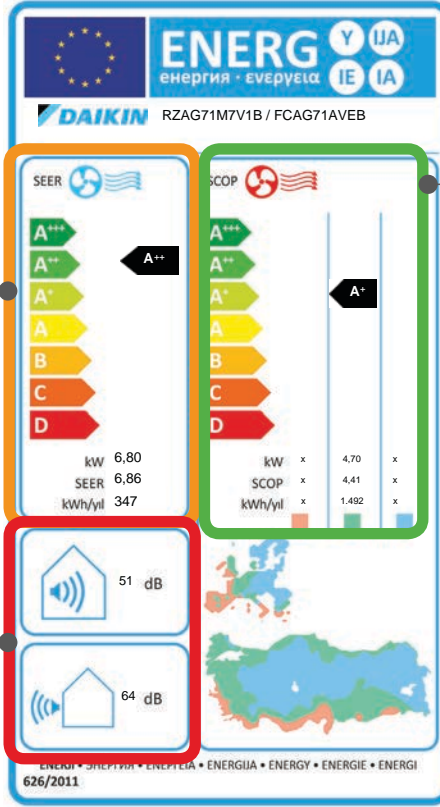 ENERG Y IJA
енергия · ενεργεια IE IA
DAIKIN RZAG71M7V1B / FCAG71AVEB
SEER
A+++
A++
A+
A
B
C
D
A++
kW 6,80
SEER 6,86
kWh/yıl 347
SCOP
A+++
A++
A+
A
B
C
D
A+
kW x 4,70 x
SCOP x 4,41 x
kWh/yıl x 1.492 x
51 dB
64 dB
ENERJI • ЭНЕРГИЯ • ΕΝΕΡΓΕΙΑ • ENERGIJA • ENERGY • ENERGIE • ENERGI
626/2011